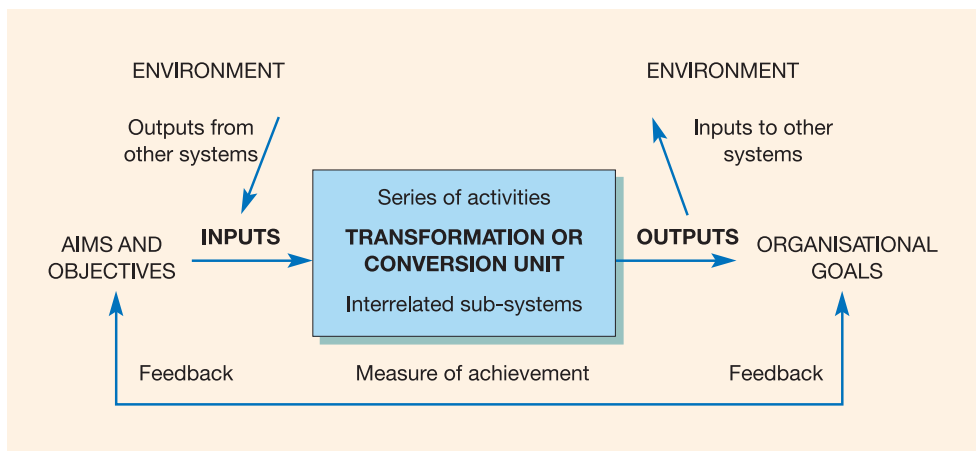 ENVIRONMENT
Outputs from
other systems
ENVIRONMENT
Inputs to other
systems
AIMS AND
OBJECTIVES
INPUTS
Series of activities
TRANSFORMATION OR
CONVERSION UNIT
Interrelated sub-systems
OUTPUTS
ORGANISATIONAL
GOALS
Feedback
Measure of achievement
Feedback